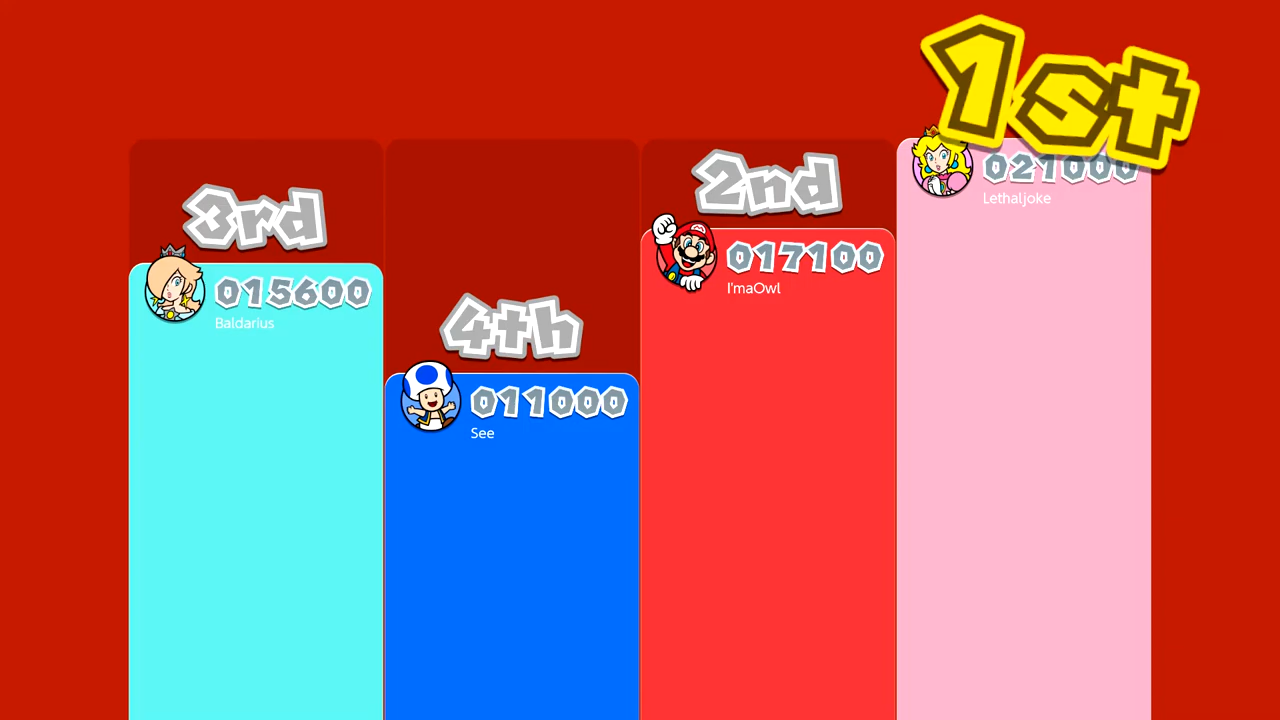 1st
021000
Lethaljoke
2nd
017100
I'maOwl
3rd
015600
Baldarius
4th
011000
See